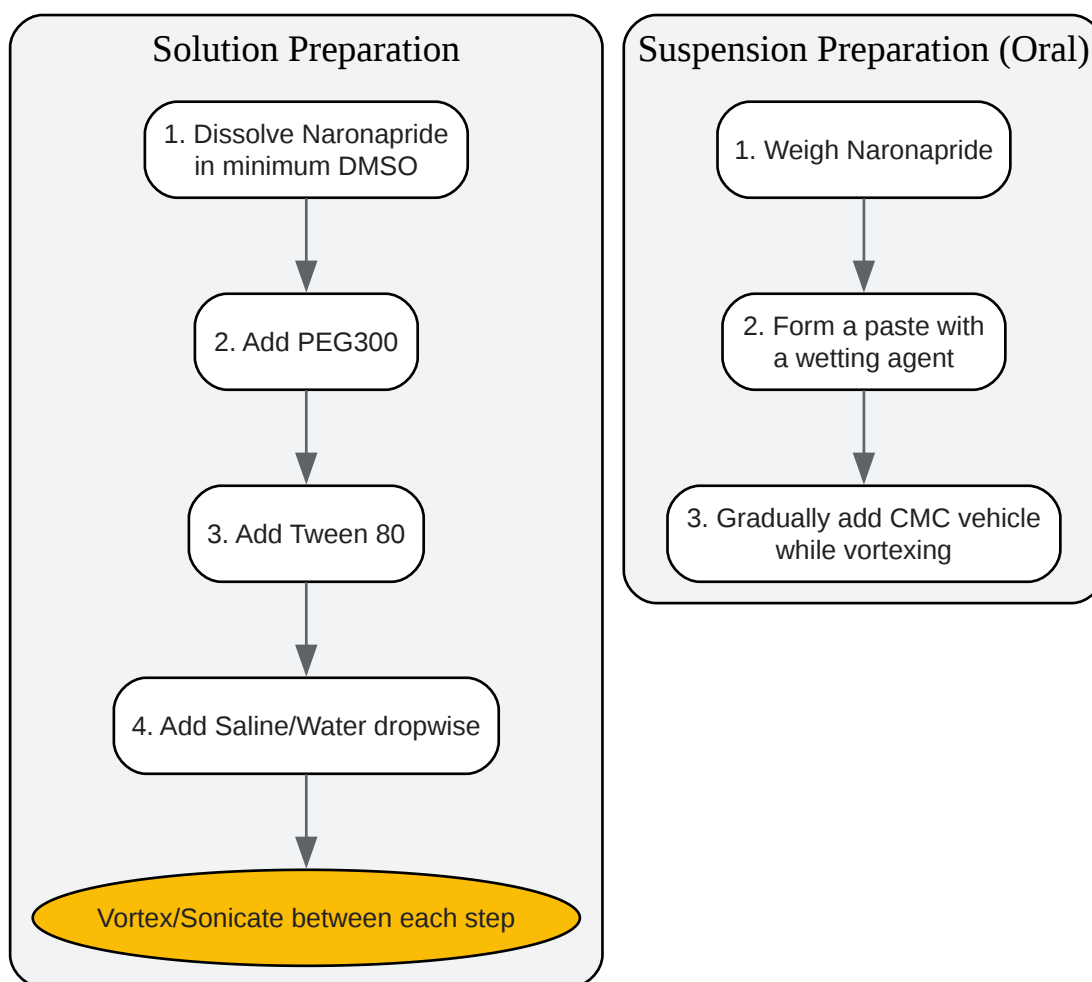 Solution Preparation
1. Dissolve Naronapride
in minimum DMSO
2. Add PEG300
3. Add Tween 80
4. Add Saline/Water dropwise
Vortex/Sonicate between each step
Suspension Preparation (Oral)
1. Weigh Naronapride
2. Form a paste with
a wetting agent
3. Gradually add CMC vehicle
while vortexing